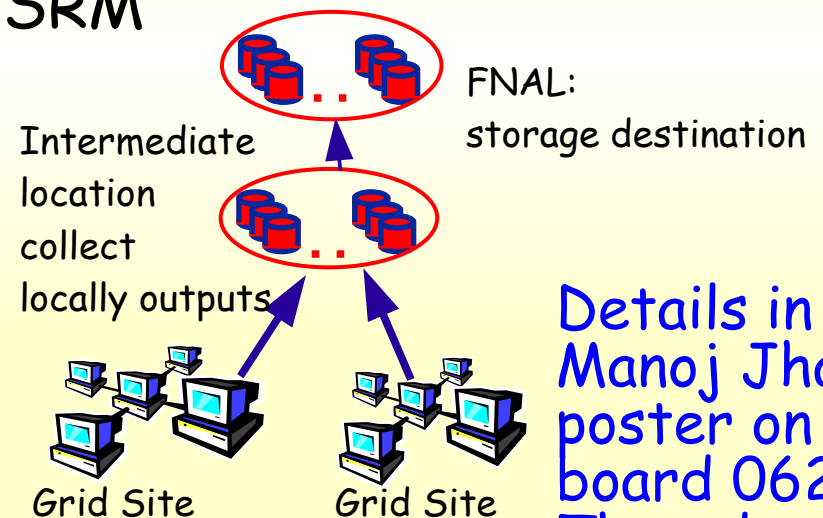 SRM
FNAL:
storage destination
Intermediate
location
collect
locally outputs
Details in
Manoj Jha
poster on
board 062
Grid Site
Grid Site